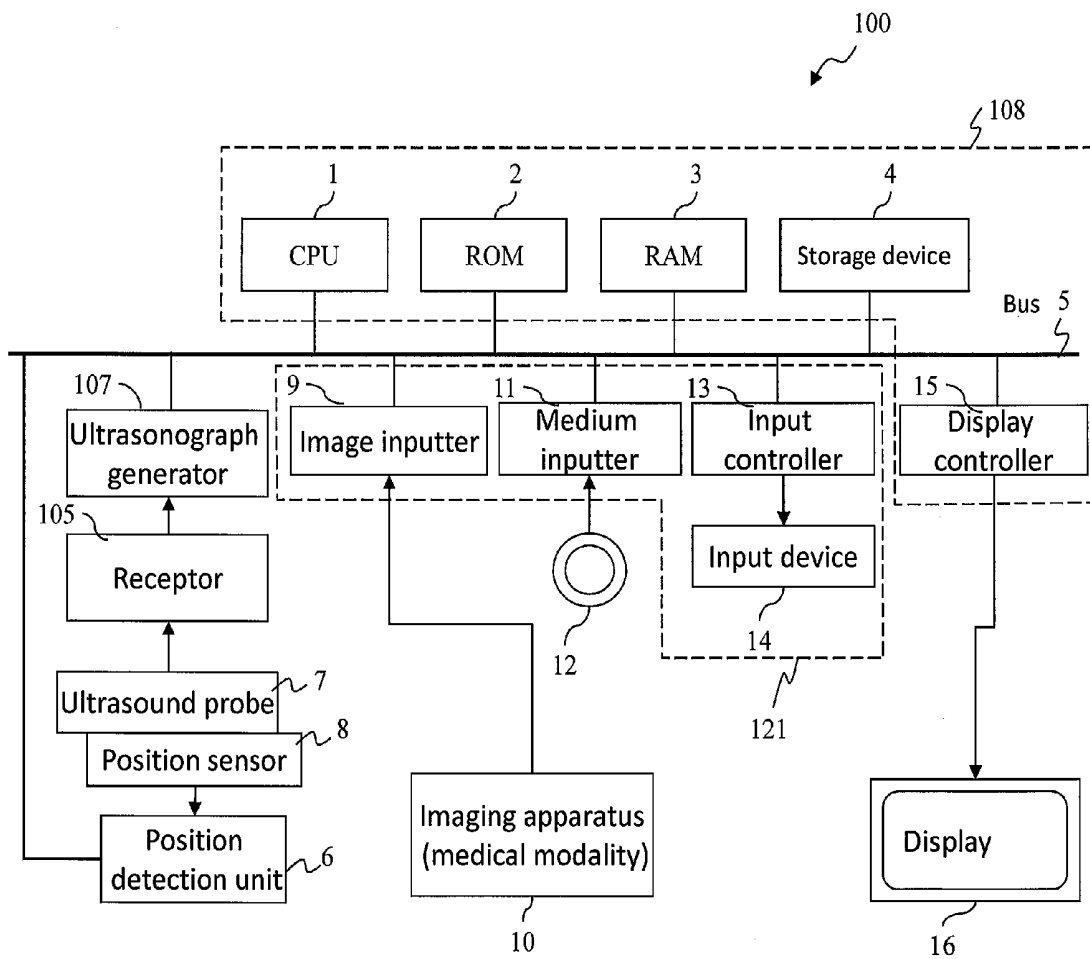 100
108
1
2
3
4
CPU
ROM
RAM
Storage device
Bus
5
107
9
11
13
15
Ultrasonograph
generator
Image inputter
Medium
inputter
Input
controller
Display
controller
105
Receptor
Input device
12
14
Ultrasound probe
7
121
Position sensor
8
Position
detection unit
6
Imaging apparatus
(medical modality)
Display
10
16